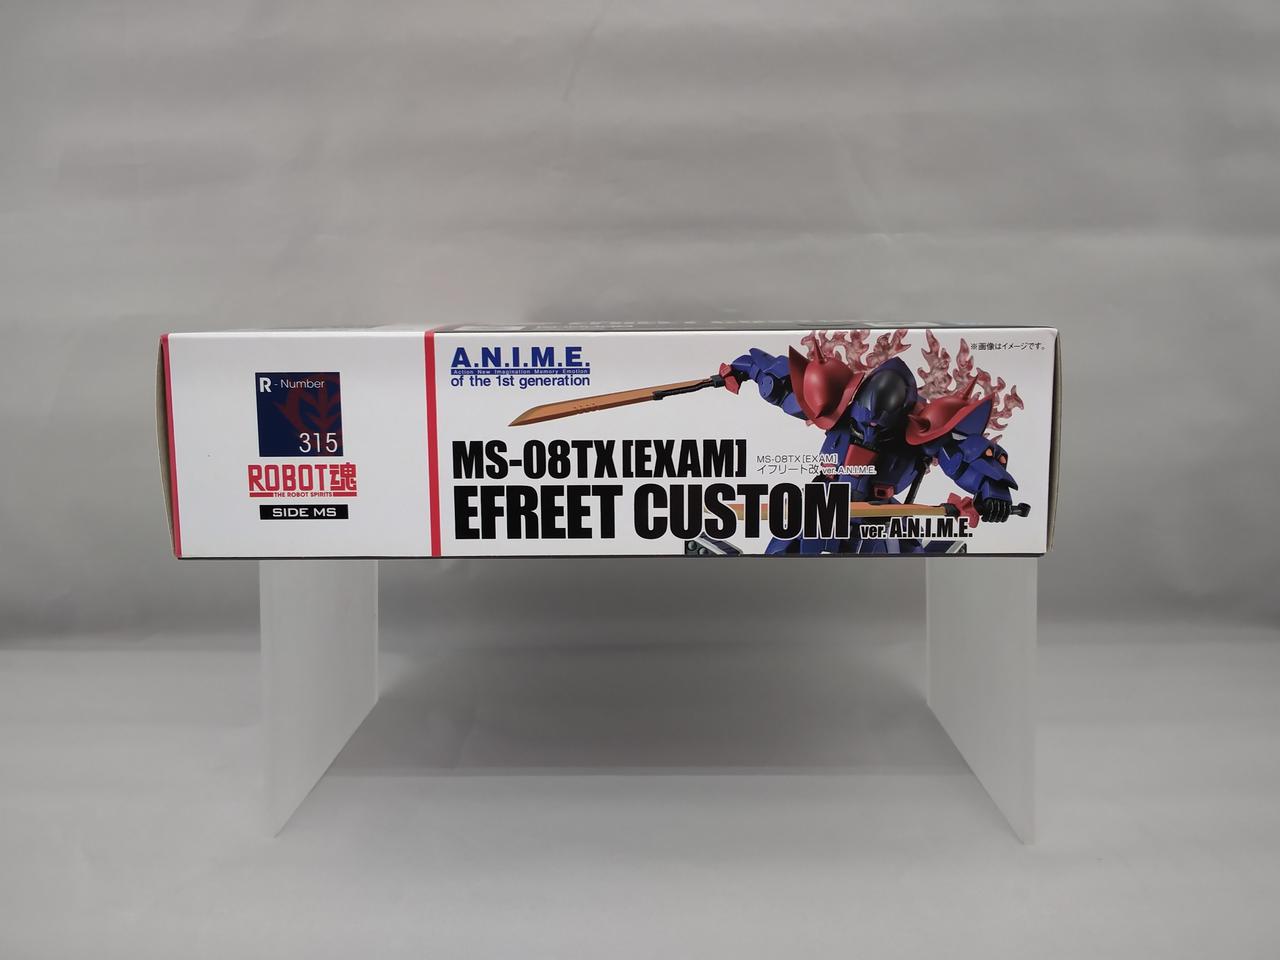 R - Number
315
ROBOT魂
THE ROBOT SPIRITS
SIDE MS
A.N.I.M.E.
Action New Imagination Memory Emotion
of the 1st generation
※画像はイメージです。
MS-08TX[EXAM]
MS-08TX[EXAM]
イフリート改 ver. A.N.I.M.E.
EFREET CUSTOM ver. A.N.I.M.E.